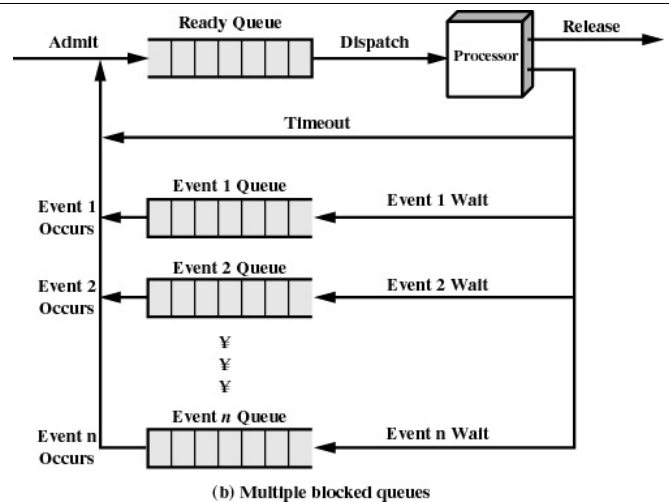 Ready Queue
Admit
Dispatch
Processor
Release
Timeout
Event 1 Queue
Event 1
Occurs
Event 1 Wait
Event 2 Queue
Event 2
Occurs
Event 2 Wait
¥
¥
¥
Event n Queue
Event n
Occurs
Event n Wait
(b) Multiple blocked queues